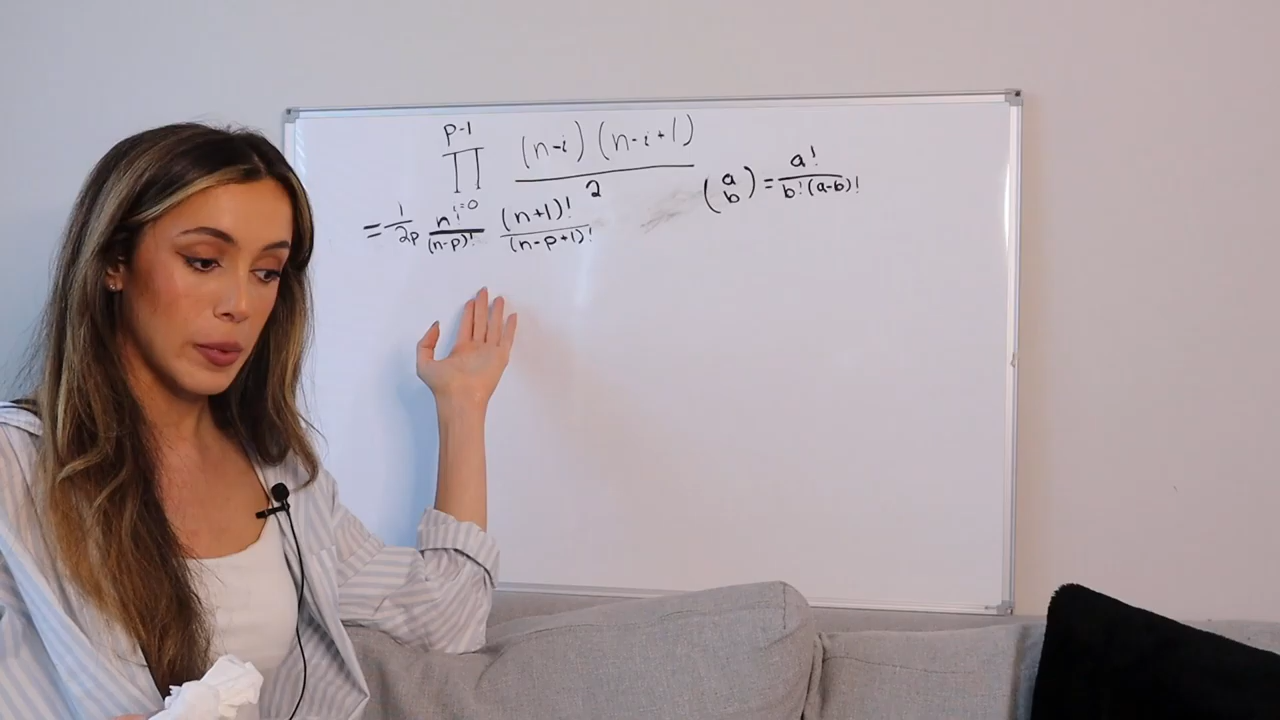 p-1
∏ (n-i)(n-i+1)
2
i=0
(a b) = a! / b!(a-b)!
= 1/2p n!/(n-p)! (n+1)!/(n-p+1)!